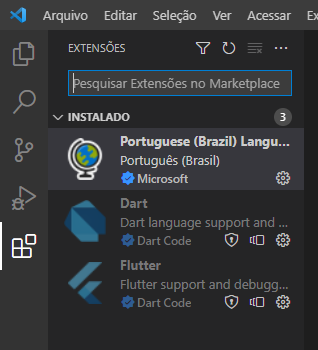 Arquivo Editar Seleção Ver Acessar E
EXTENSÕES
Pesquisar Extensões no Marketplace
INSTALADO 3
Portuguese (Brazil) Langu...
Português (Brasil)
Microsoft
Dart
Dart language support and ...
Dart Code
Flutter
Flutter support and debugg...
Dart Code